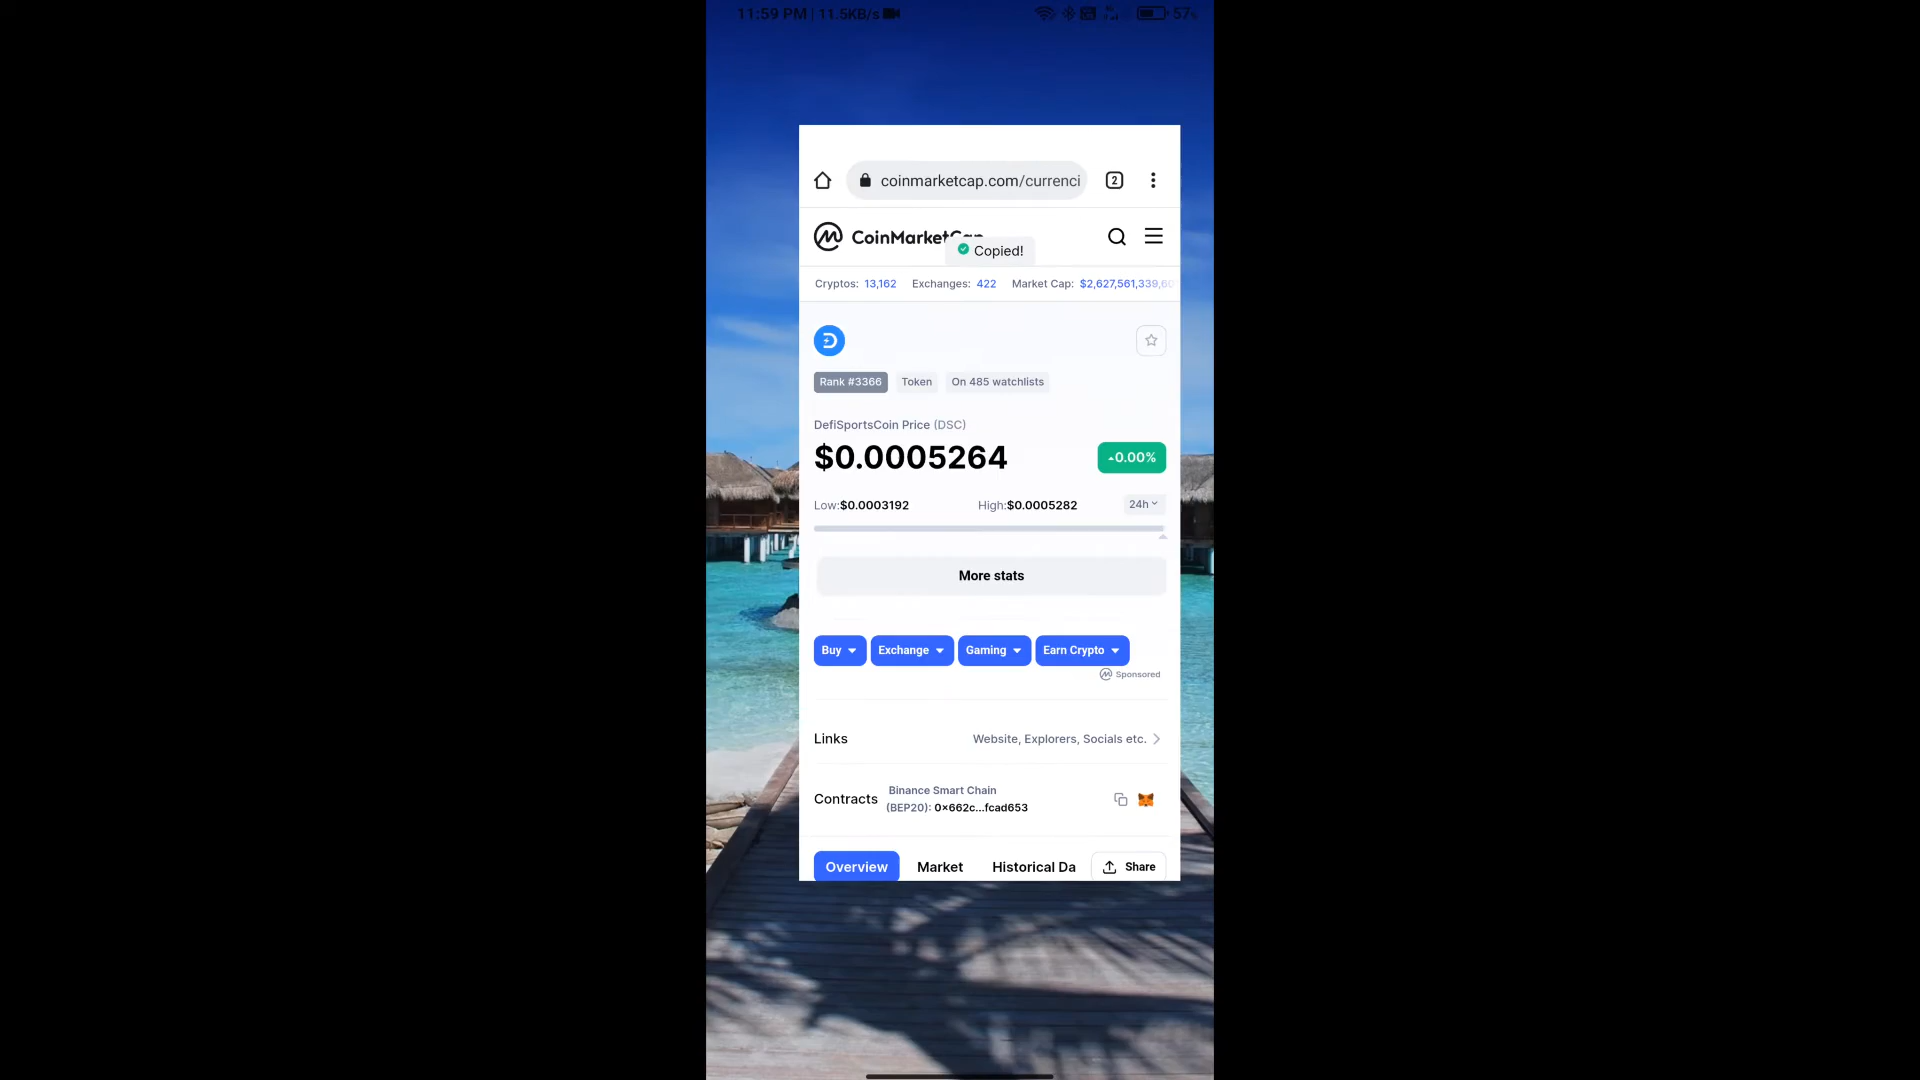 11:59 PM | 11.5KB/s 57%
coinmarketcap.com/currenci 2
CoinMarketCap
Copied!
Cryptos: 13,162 Exchanges: 422 Market Cap: $2,627,561,339,60
Rank #3366 Token On 485 watchlists
DefiSportsCoin Price (DSC)
$0.0005264 0.00%
Low:$0.0003192 High:$0.0005282 24h
More stats
Buy Exchange Gaming Earn Crypto
Sponsored
Links Website, Explorers, Socials etc.
Contracts Binance Smart Chain
(BEP20): 0x662c...fcad653
Overview Market Historical Da Share